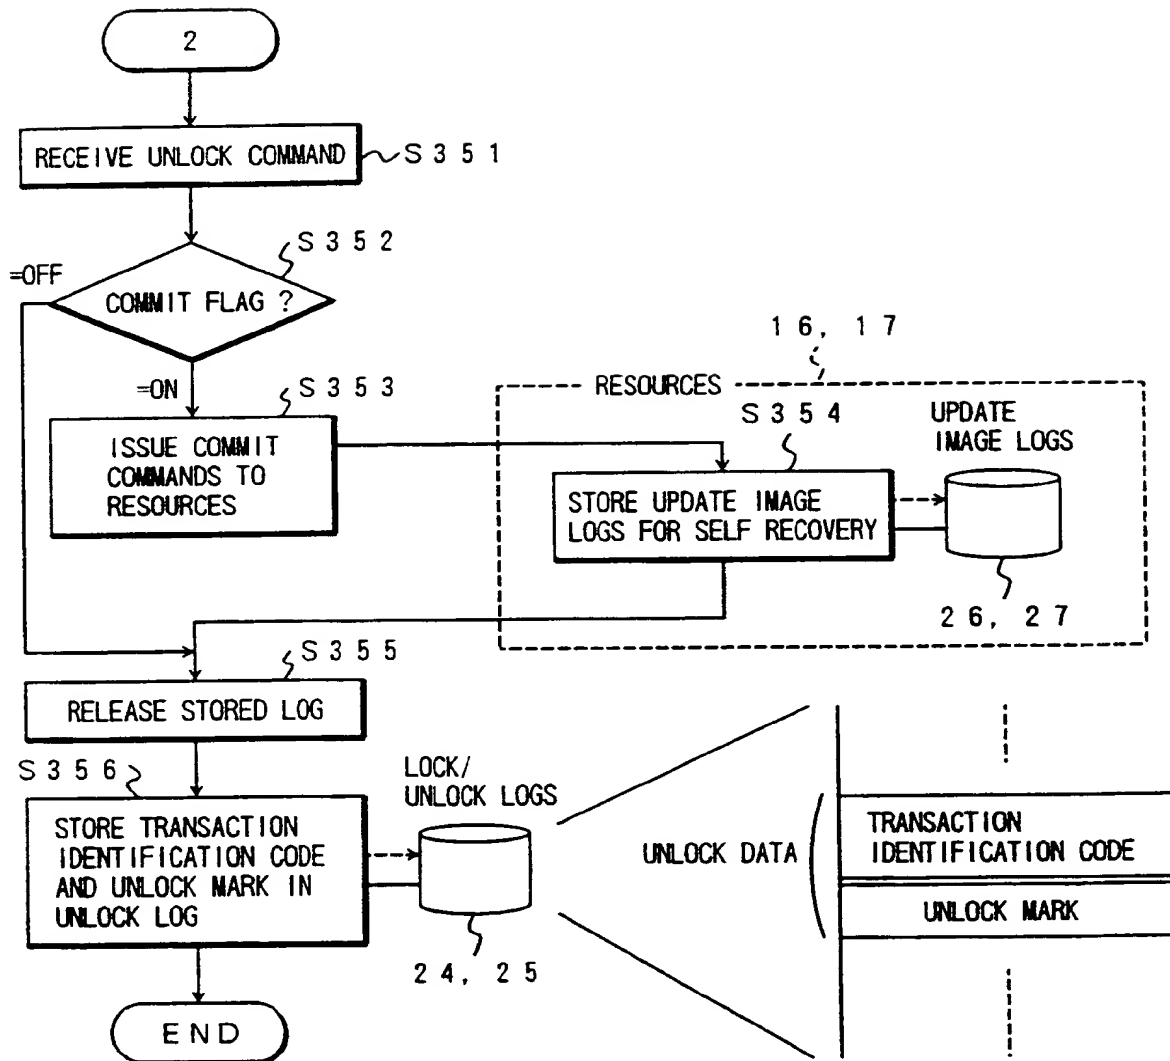 2
RECEIVE UNLOCK COMMAND
S351
S352
=OFF
COMMIT FLAG ?
16, 17
=ON
S353
RESOURCES
S354
UPDATE
IMAGE LOGS
ISSUE COMMIT
COMMANDS TO
RESOURCES
STORE UPDATE IMAGE
LOGS FOR SELF RECOVERY
26, 27
S355
RELEASE STORED LOG
S356
LOCK/
UNLOCK LOGS
STORE TRANSACTION
IDENTIFICATION CODE
AND UNLOCK MARK IN
UNLOCK LOG
UNLOCK DATA
TRANSACTION
IDENTIFICATION CODE
UNLOCK MARK
24, 25
END